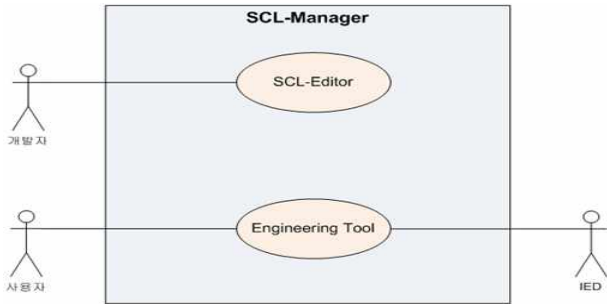 SCL-Manager
SCL-Editor
개발자
Engineering Tool
사용자
IED